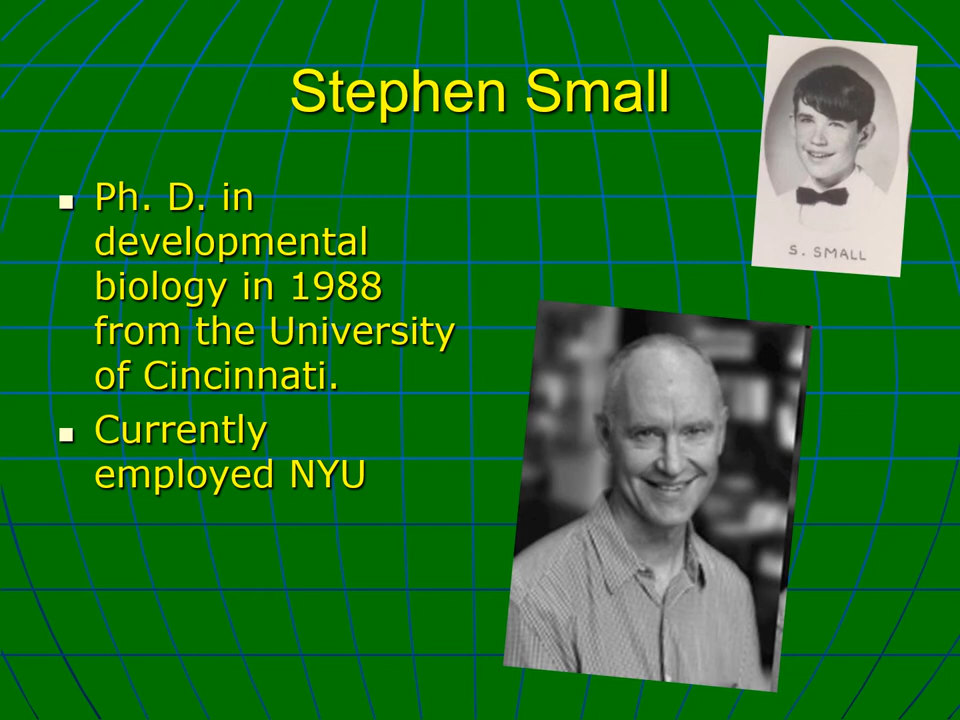 Stephen Small
S. SMALL
Ph. D. in
developmental
biology in 1988
from the University
of Cincinnati.
Currently
employed NYU